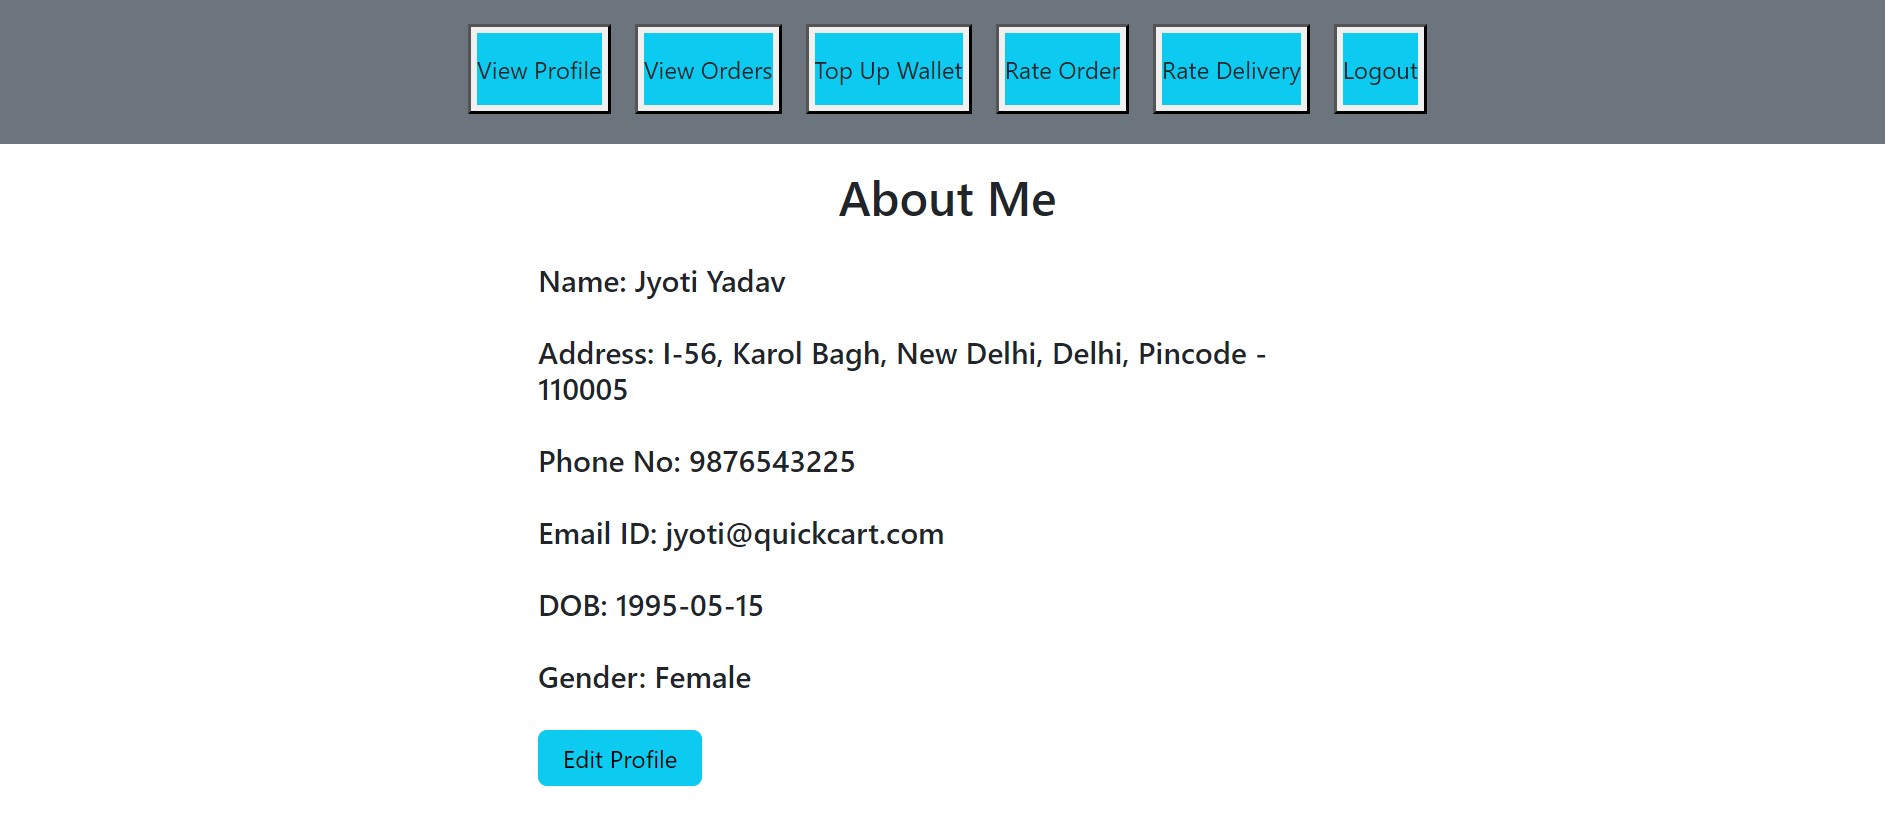 View Profile View Orders Top Up Wallet Rate Order Rate Delivery Logout
About Me
Name: Jyoti Yadav
Address: I-56, Karol Bagh, New Delhi, Delhi, Pincode -
110005
Phone No: 9876543225
Email ID: jyoti@quickcart.com
DOB: 1995-05-15
Gender: Female
Edit Profile